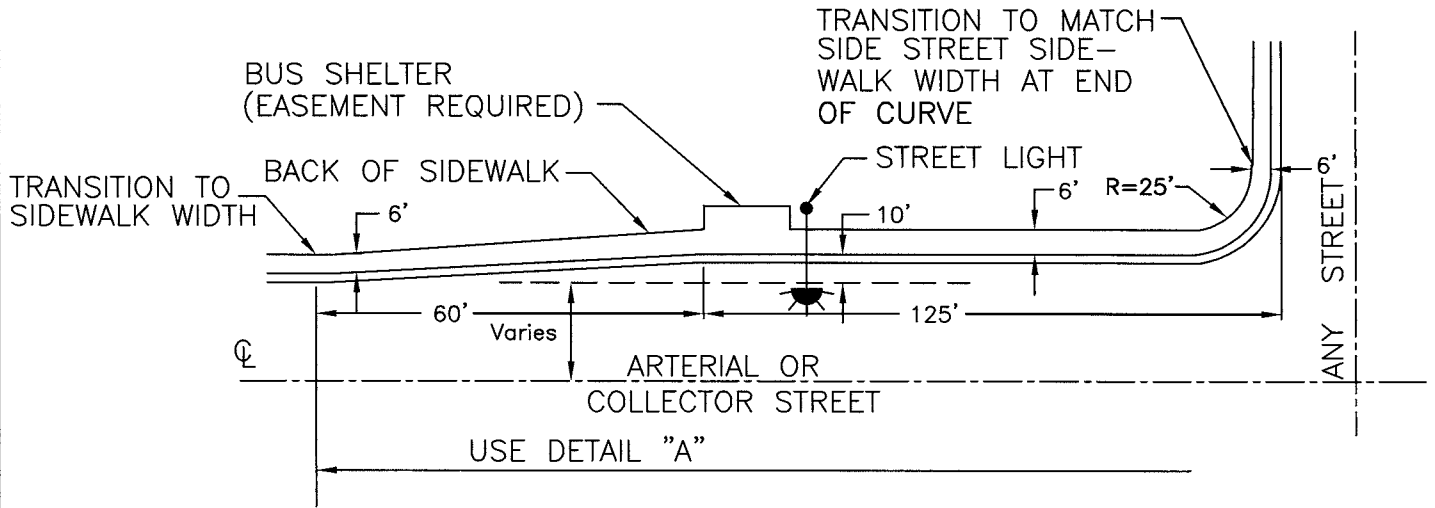 TRANSITION TO MATCH
SIDE STREET SIDE-
WALK WIDTH AT END
OF CURVE
BUS SHELTER
(EASEMENT REQUIRED)
STREET LIGHT
BACK OF SIDEWALK
TRANSITION TO
SIDEWALK WIDTH
6'
10'
6'
R=25'
6'
60'
Varies
125'
ANY STREET
℄
ARTERIAL OR
COLLECTOR STREET
USE DETAIL "A"